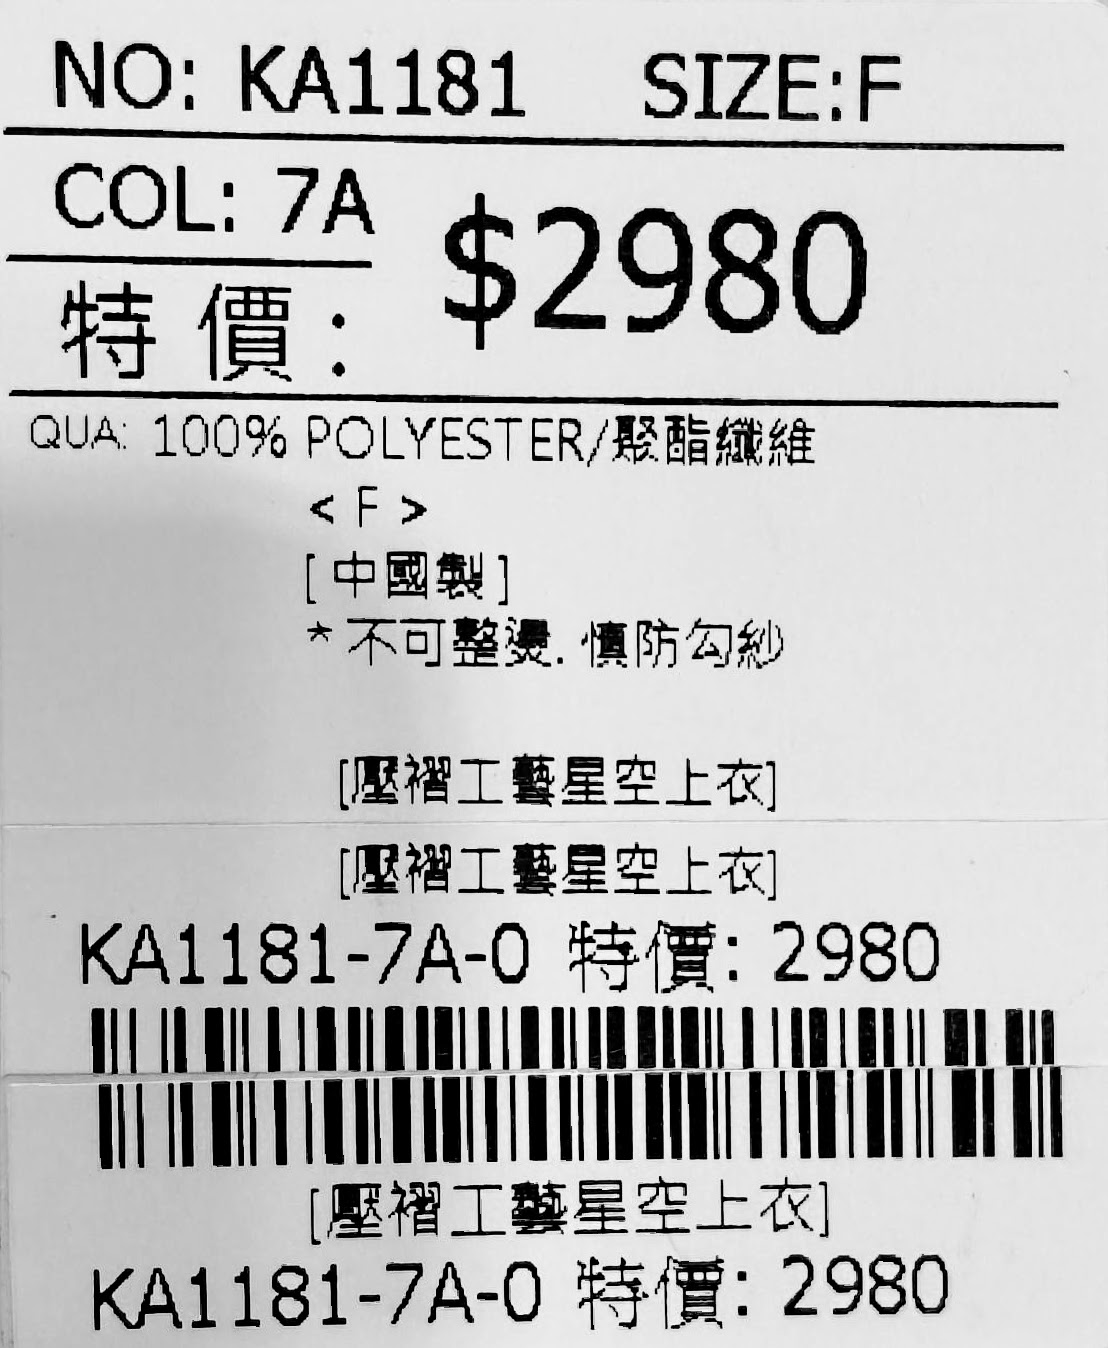 NO: KA1181 SIZE:F
COL: 7A
$2980
特價:
QUA: 100% POLYESTER/聚酯纖維
< F >
[中國製]
*不可整燙.慎防勾紗
[壓褶工藝星空上衣]
[壓褶工藝星空上衣]
KA1181-7A-0 特價: 2980
[壓褶工藝星空上衣]
KA1181-7A-0 特價: 2980